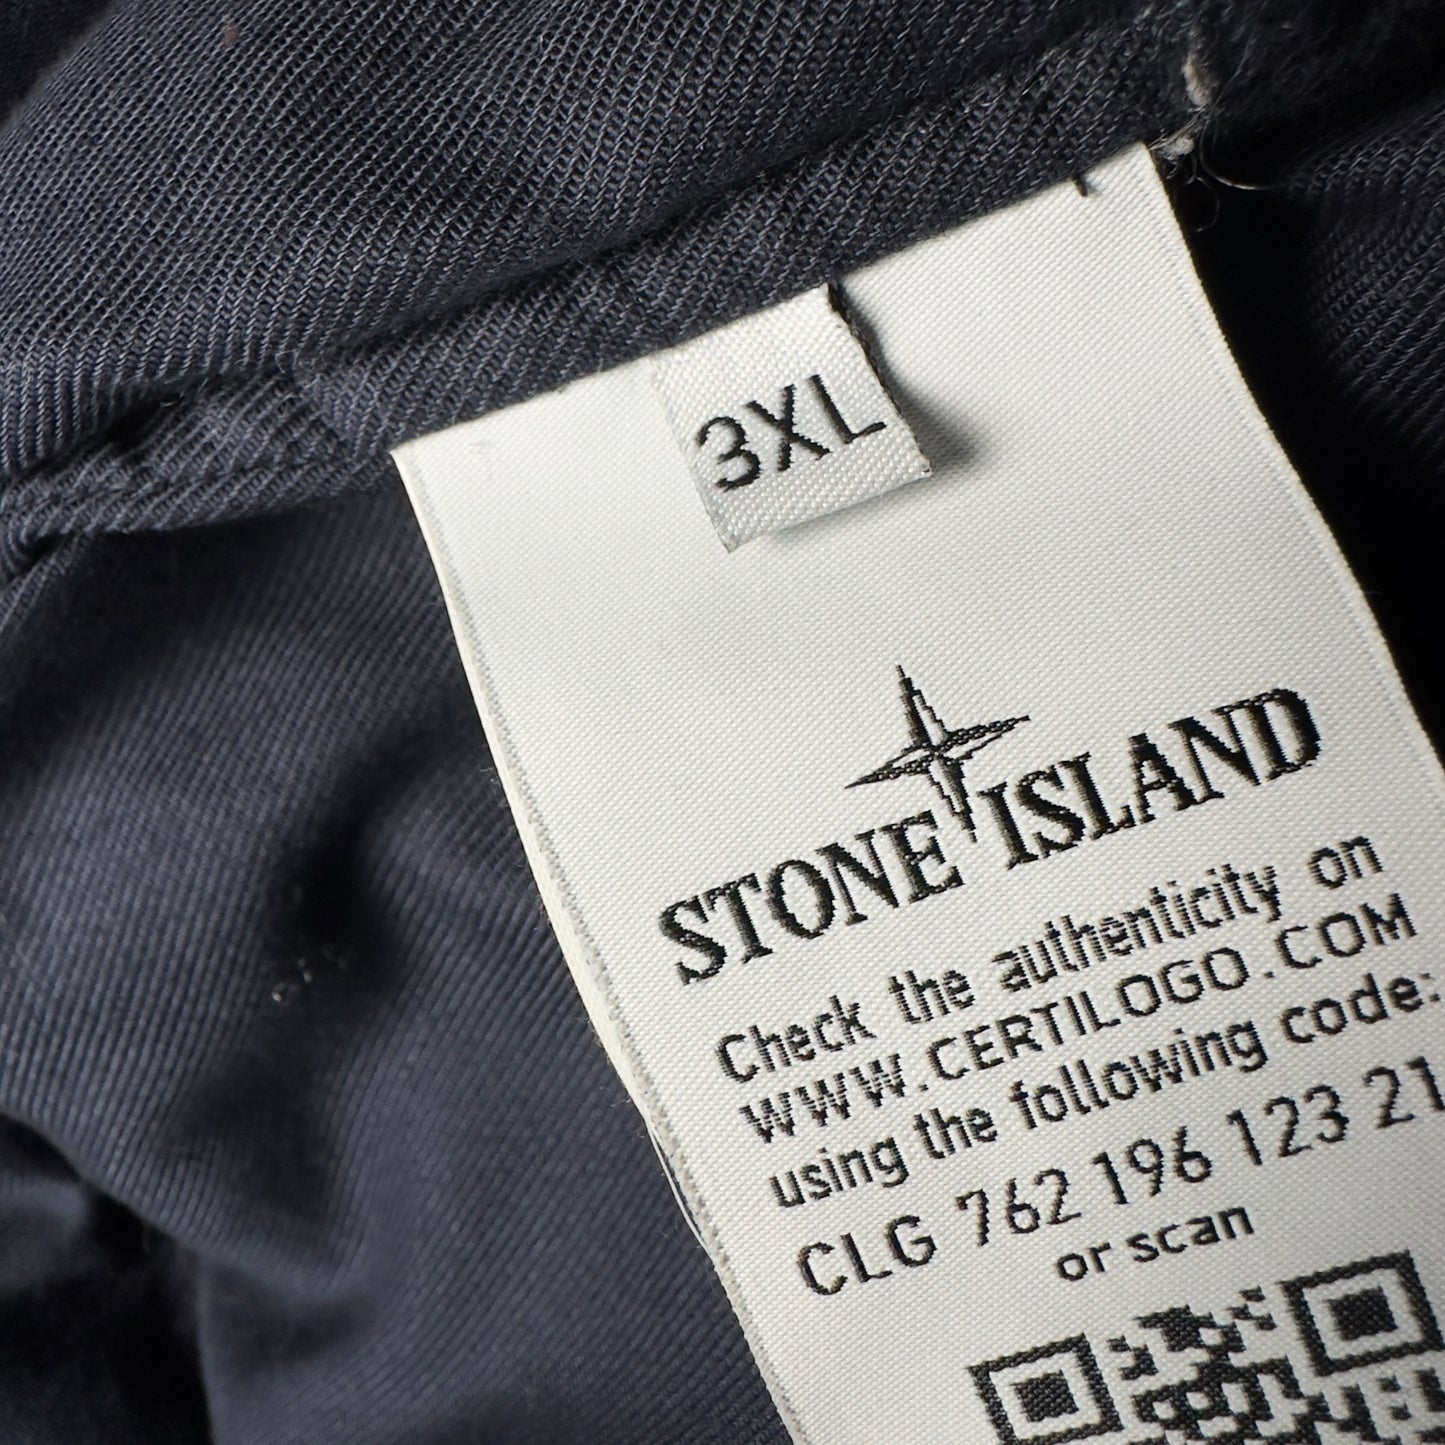 3XL
STONE ISLAND
Check the authenticity on
WWW.CERTILOGO.COM
using the following code:
CLG 762 196 123 21
or scan